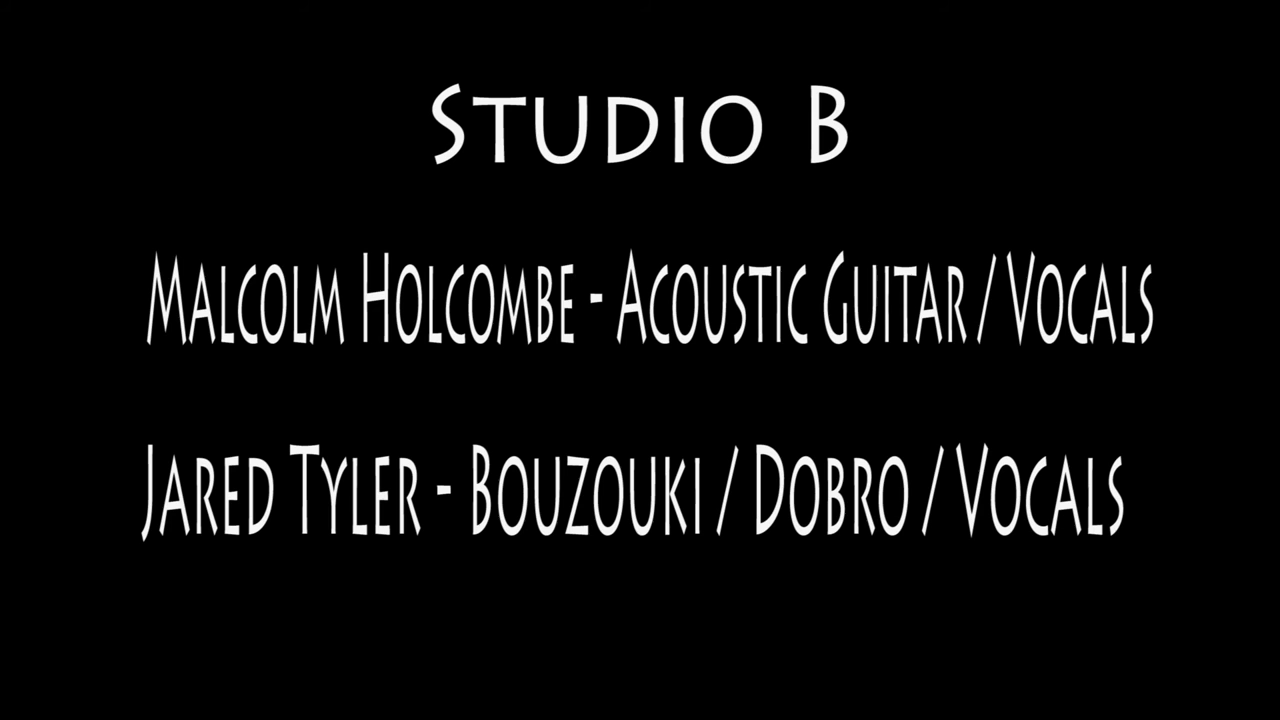 Studio B
Malcolm Holcombe - Acoustic Guitar / Vocals
Jared Tyler - Bouzouki / Dobro / Vocals